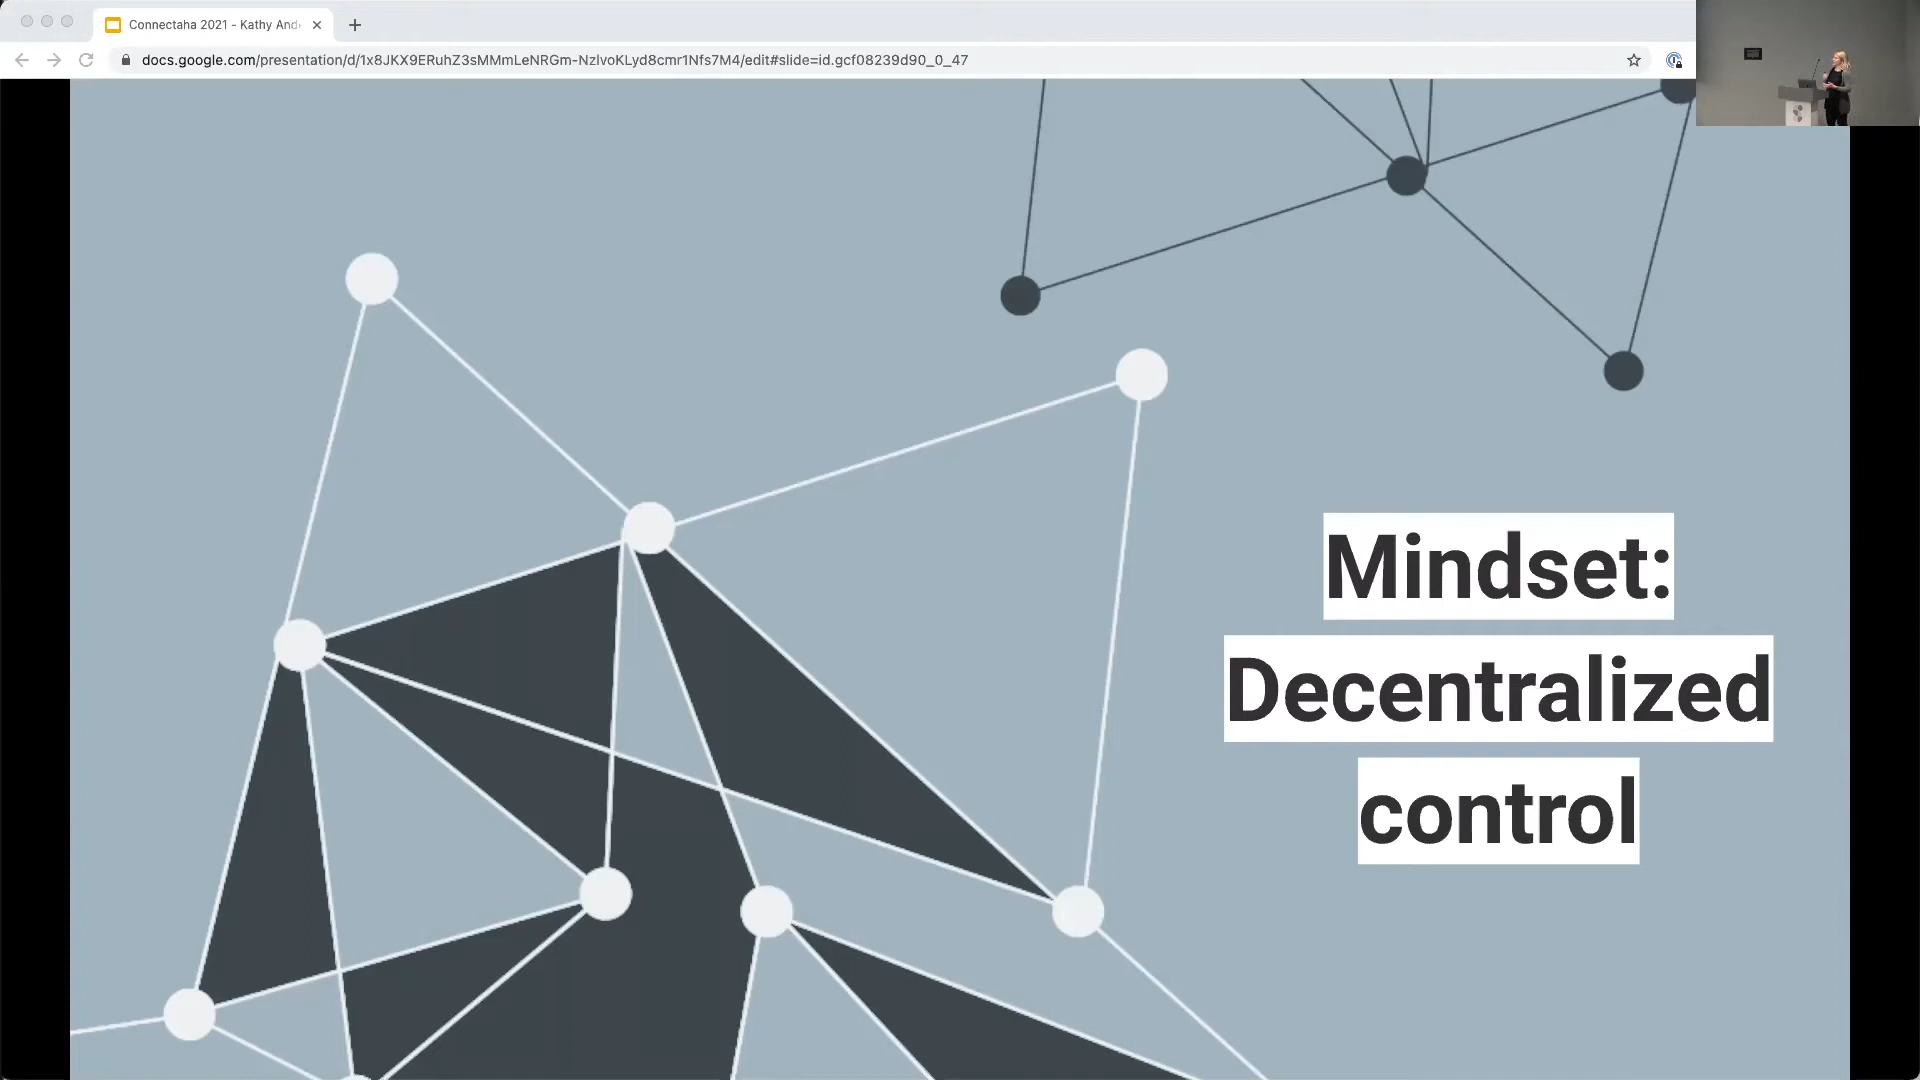 Connectaha 2021 - Kathy And
docs.google.com/presentation/d/1x8JKX9ERuhZ3sMMmLeNRGm-NzlvoKLyd8cmr1Nfs7M4/edit#slide=id.gcf08239d90_0_47
Mindset:
Decentralized
control